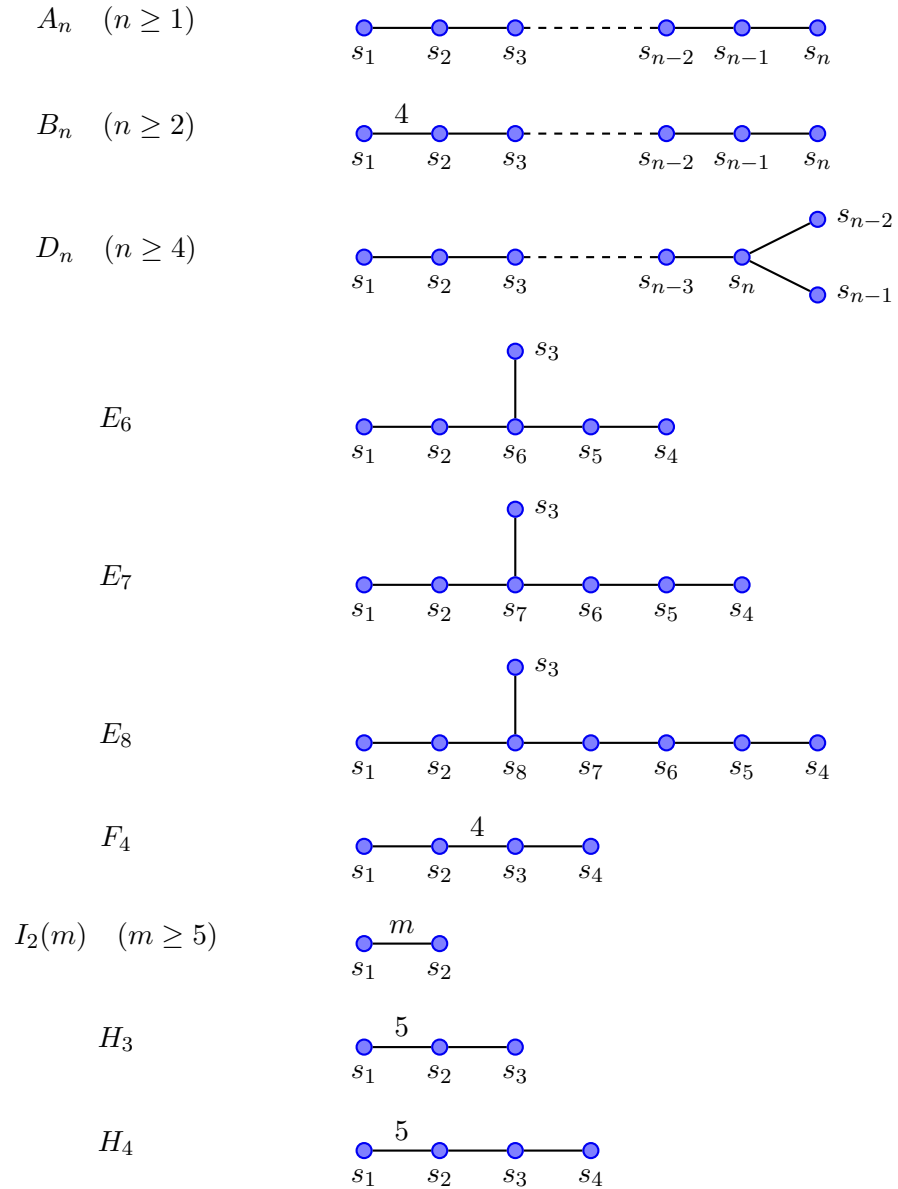 A_n (n ≥ 1)
s_1 s_2 s_3 s_{n−2} s_{n−1} s_n
B_n (n ≥ 2)
4
s_1 s_2 s_3 s_{n−2} s_{n−1} s_n
s_{n−2}
D_n (n ≥ 4)
s_1 s_2 s_3 s_{n−3} s_n
s_{n−1}
s_3
E_6
s_1 s_2 s_6 s_5 s_4
s_3
E_7
s_1 s_2 s_7 s_6 s_5 s_4
s_3
E_8
s_1 s_2 s_8 s_7 s_6 s_5 s_4
F_4
4
s_1 s_2 s_3 s_4
I_2(m) (m ≥ 5)
m
s_1 s_2
H_3
5
s_1 s_2 s_3
H_4
5
s_1 s_2 s_3 s_4